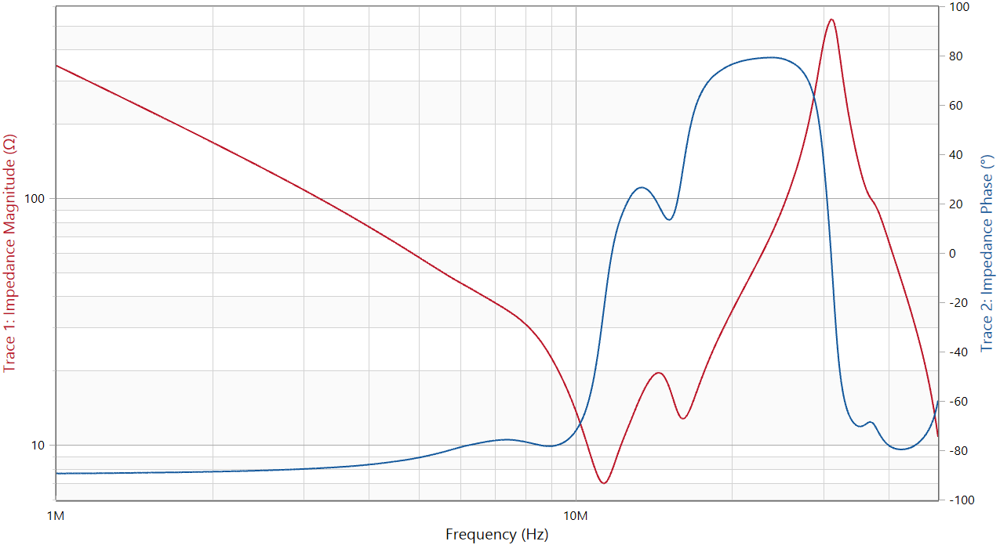 Trace 1: Impedance Magnitude (Ω)
100
10
100
80
60
40
20
0
-20
-40
-60
-80
-100
Trace 2: Impedance Phase (°)
1M
10M
Frequency (Hz)